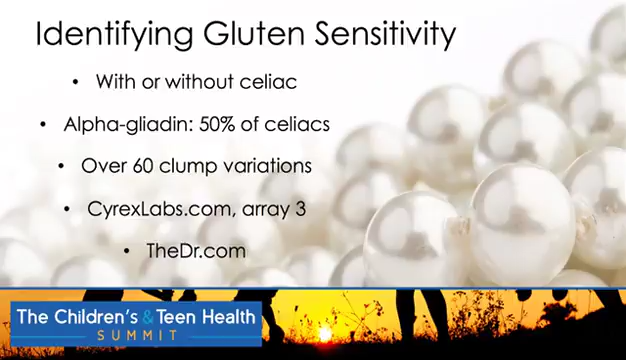 Identifying Gluten Sensitivity
• With or without celiac
• Alpha-gliadin: 50% of celiacs
• Over 60 clump variations
• CyrexLabs.com, array 3
• TheDr.com
The Children's & Teen Health
SUMMIT